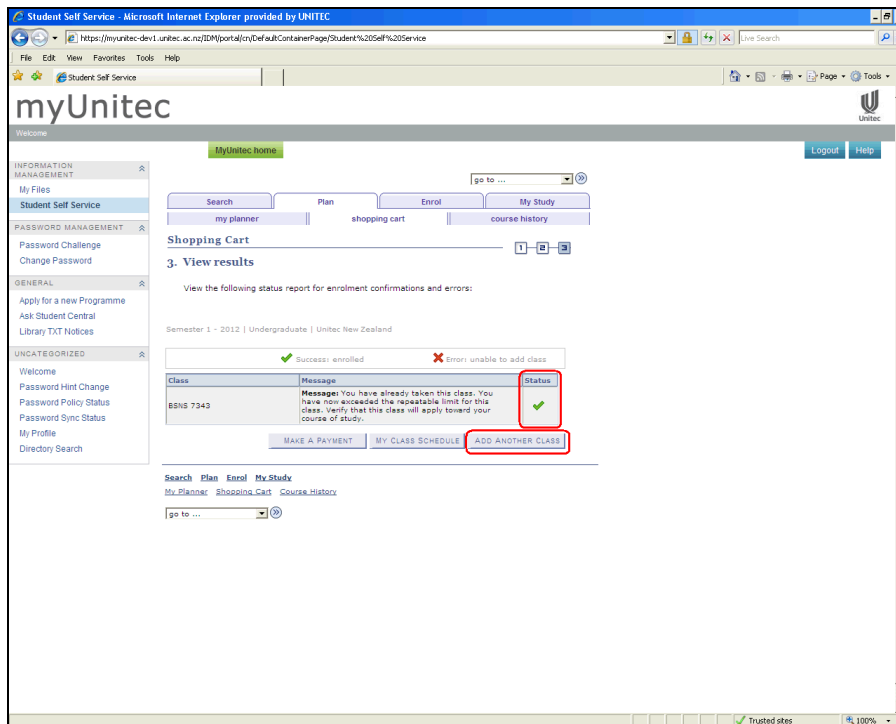 Student Self Service - Microsoft Internet Explorer provided by UNITEC
https://myunitec-dev1.unitec.ac.nz/IDM/portal/cn/DefaultContainerPage/Student%20Self%20Service
Live Search
File Edit View Favorites Tools Help
Student Self Service
Page Tools
myUnitec
Unitec
Welcome
MyUnitec home
Logout Help
INFORMATION MANAGEMENT
My Files
Student Self Service
PASSWORD MANAGEMENT
Password Challenge
Change Password
GENERAL
Apply for a new Programme
Ask Student Central
Library TXT Notices
UNCATEGORIZED
Welcome
Password Hint Change
Password Policy Status
Password Sync Status
My Profile
Directory Search
go to ...
Search Plan Enrol My Study
my planner shopping cart course history
Shopping Cart
1 2 3
3. View results
View the following status report for enrolment confirmations and errors:
Semester 1 - 2012 | Undergraduate | Unitec New Zealand
Success: enrolled Error: unable to add class
Class Message Status
BSNS 7343
Message: You have already taken this class. You
have now exceeded the repeatable limit for this
class. Verify that this class will apply toward your
course of study.
MAKE A PAYMENT MY CLASS SCHEDULE ADD ANOTHER CLASS
Search Plan Enrol My Study
My Planner Shopping Cart Course History
go to ...
Trusted sites 100%